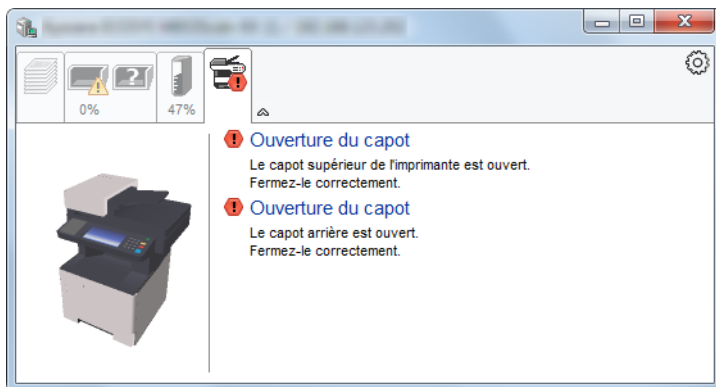 0%
47%
Ouverture du capot
Le capot supérieur de l'imprimante est ouvert.
Fermez-le correctement.
Ouverture du capot
Le capot arrière est ouvert.
Fermez-le correctement.